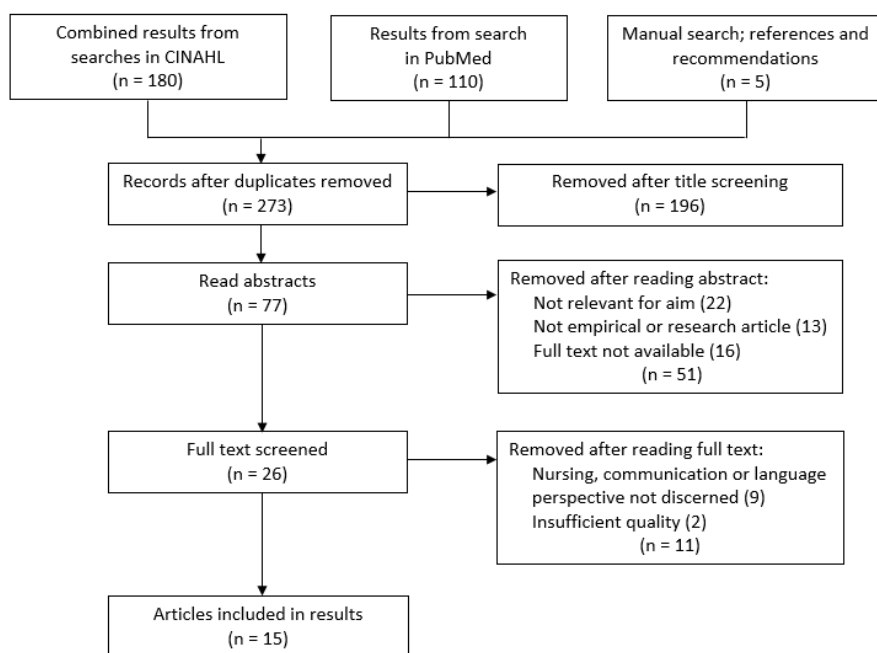 Combined results from
searches in CINAHL
(n = 180)
Results from search
in PubMed
(n = 110)
Manual search; references and
recommendations
(n = 5)
Records after duplicates removed
(n = 273)
Removed after title screening
(n = 196)
Read abstracts
(n = 77)
Removed after reading abstract:
Not relevant for aim (22)
Not empirical or research article (13)
Full text not available (16)
(n = 51)
Full text screened
(n = 26)
Removed after reading full text:
Nursing, communication or language
perspective not discerned (9)
Insufficient quality (2)
(n = 11)
Articles included in results
(n = 15)